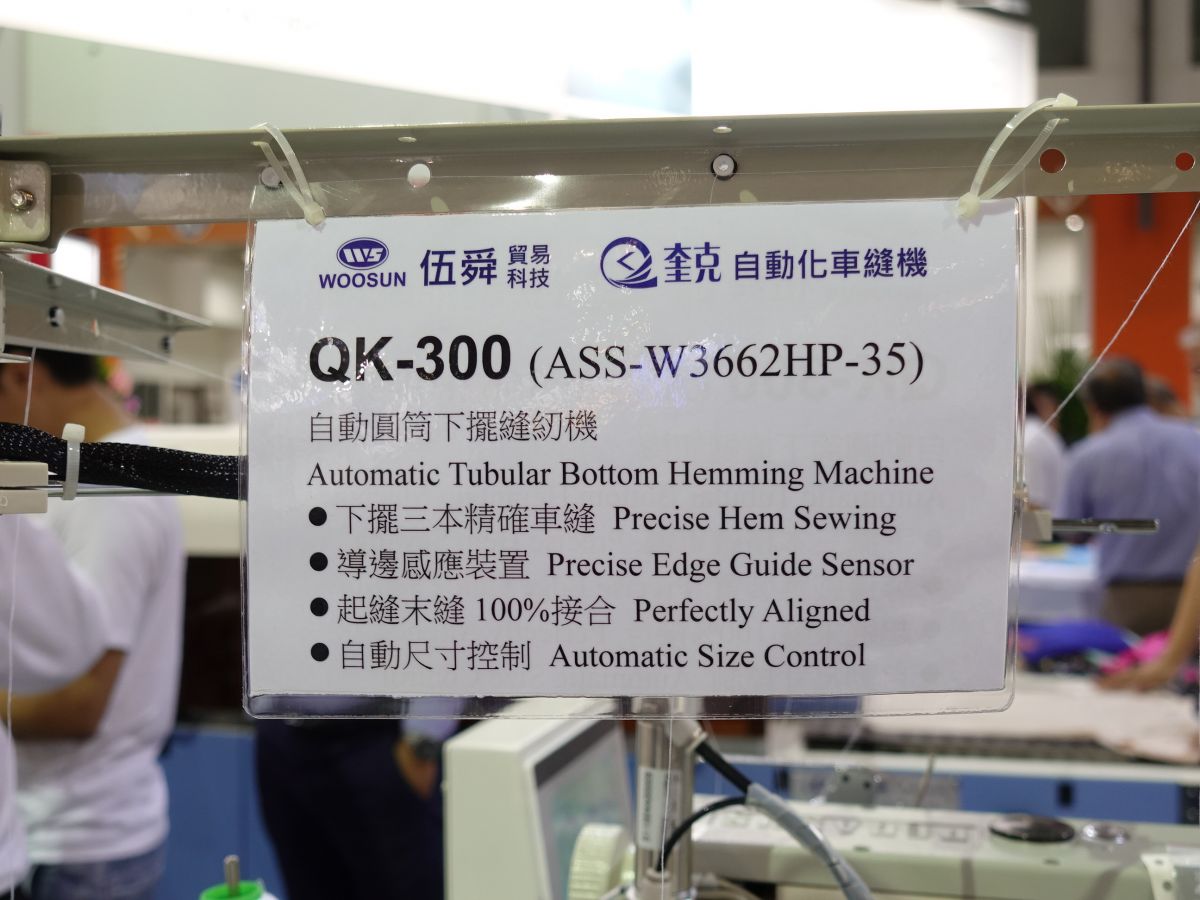 WS WOOSUN 伍舜 貿易科技 奎克 自動化車縫機
QK-300 (ASS-W3662HP-35)
自動圓筒下擺縫紉機
Automatic Tubular Bottom Hemming Machine
●下擺三本精確車縫 Precise Hem Sewing
●導邊感應裝置 Precise Edge Guide Sensor
●起縫末縫 100%接合 Perfectly Aligned
●自動尺寸控制 Automatic Size Control